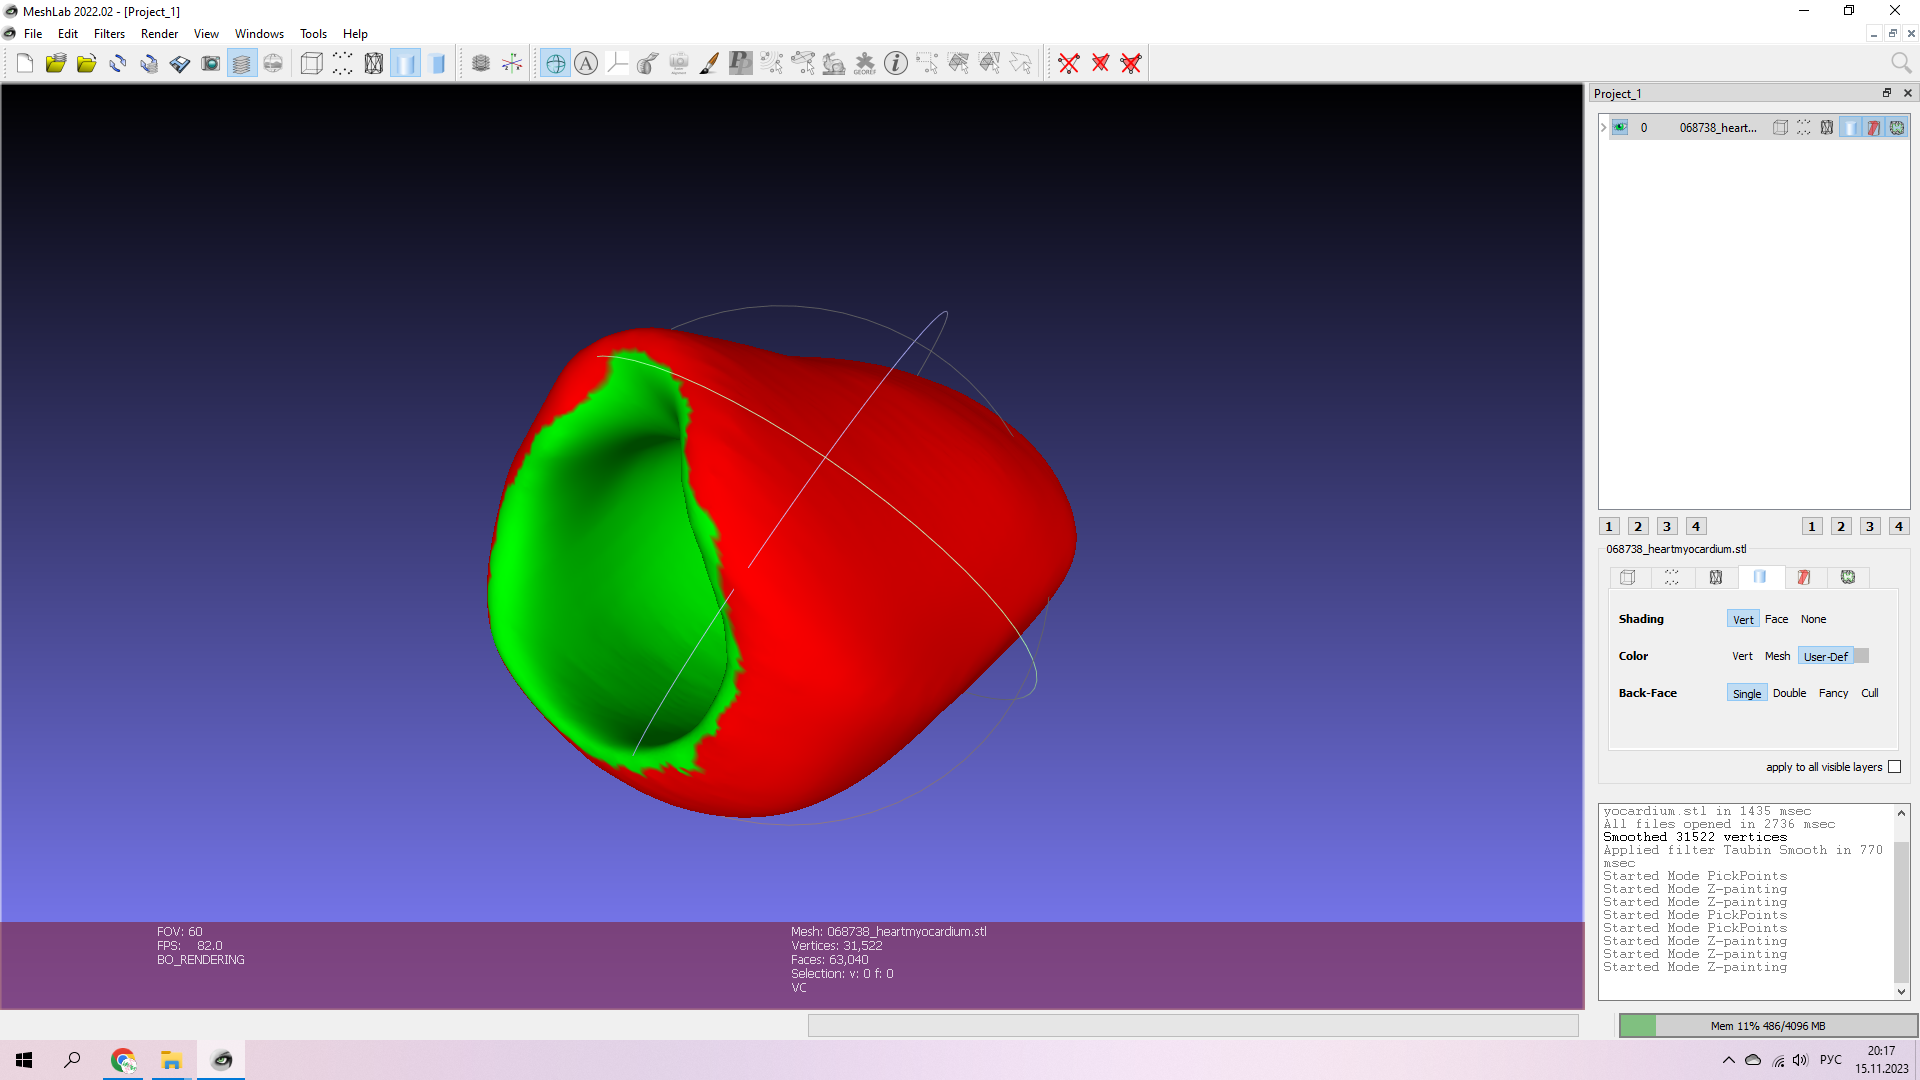 MeshLab 2022.02 - [Project_1]
File Edit Filters Render View Windows Tools Help
A
GEOREF
Project_1
0 068738_heart...
1 2 3 4 1 2 3 4
068738_heartmyocardium.stl
Shading Vert Face None
Color Vert Mesh User-Def
Back-Face Single Double Fancy Cull
apply to all visible layers
yocardium.stl in 1435 msec
All files opened in 2736 msec
Smoothed 31522 vertices
Applied filter Taubin Smooth in 770
msec
Started Mode PickPoints
Started Mode Z-painting
Started Mode Z-painting
Started Mode PickPoints
Started Mode PickPoints
Started Mode Z-painting
Started Mode Z-painting
Started Mode Z-painting
FOV: 60
FPS: 82.0
BO_RENDERING
Mesh: 068738_heartmyocardium.stl
Vertices: 31,522
Faces: 63,040
Selection: v: 0 f: 0
VC
Mem 11% 486/4096 MB
РУС
20:17
15.11.2023